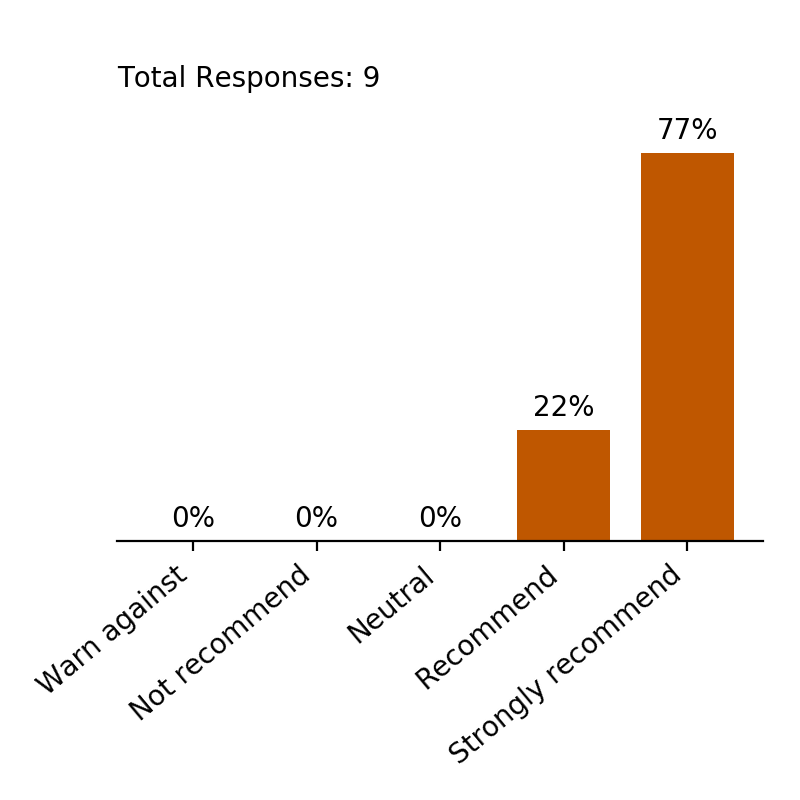 Total Responses: 9
77%
22%
0%
0%
0%
Warn against
Not recommend
Neutral
Recommend
Strongly recommend